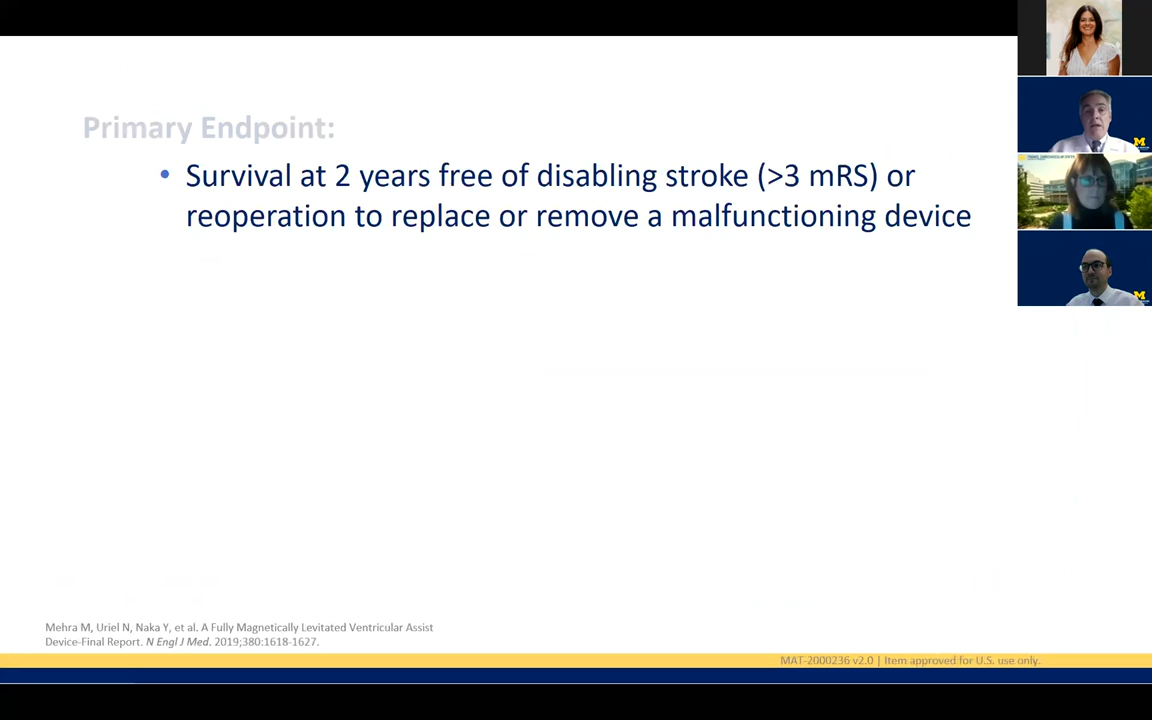 Primary Endpoint:
• Survival at 2 years free of disabling stroke (>3 mRS) or
reoperation to replace or remove a malfunctioning device
Mehra M, Uriel N, Naka Y, et al. A Fully Magnetically Levitated Ventricular Assist
Device-Final Report. N Engl J Med. 2019;380:1618-1627.
MAT-2000236 v2.0 | Item approved for U.S. use only.
M
M